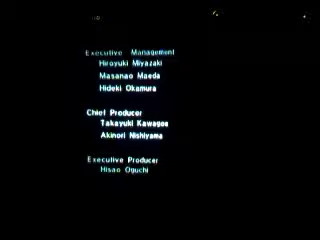 Executive Management
Hiroyuki Miyazaki
Masanao Maeda
Hideki Okamura
Chief Producer
Takayuki Kawagoe
Akinori Nishiyama
Executive Producer
Hisao Oguchi